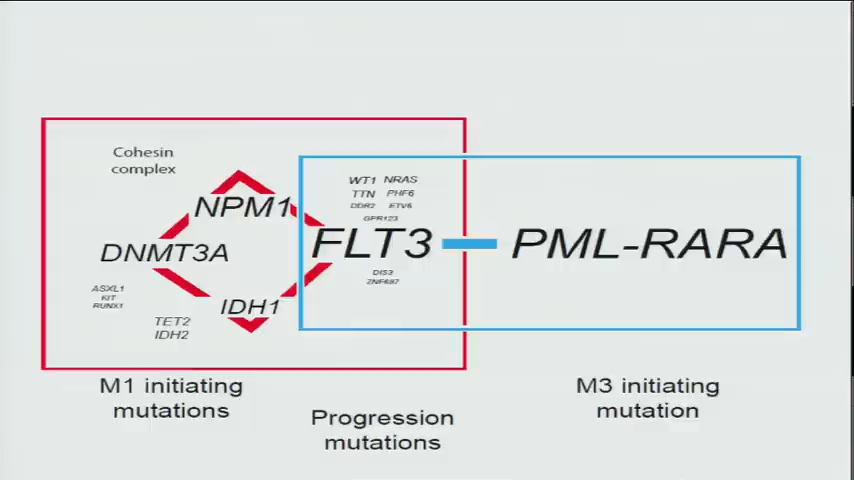 Cohesin
complex
NPM1
DNMT3A
IDH1
ASXL1
KIT
RUNX1
TET2
IDH2
WT1 NRAS
TTN PHF6
DDR2 ETV6
GPR123
FLT3
DIS3
ZNF687
PML-RARA
M1 initiating
mutations
Progression
mutations
M3 initiating
mutation